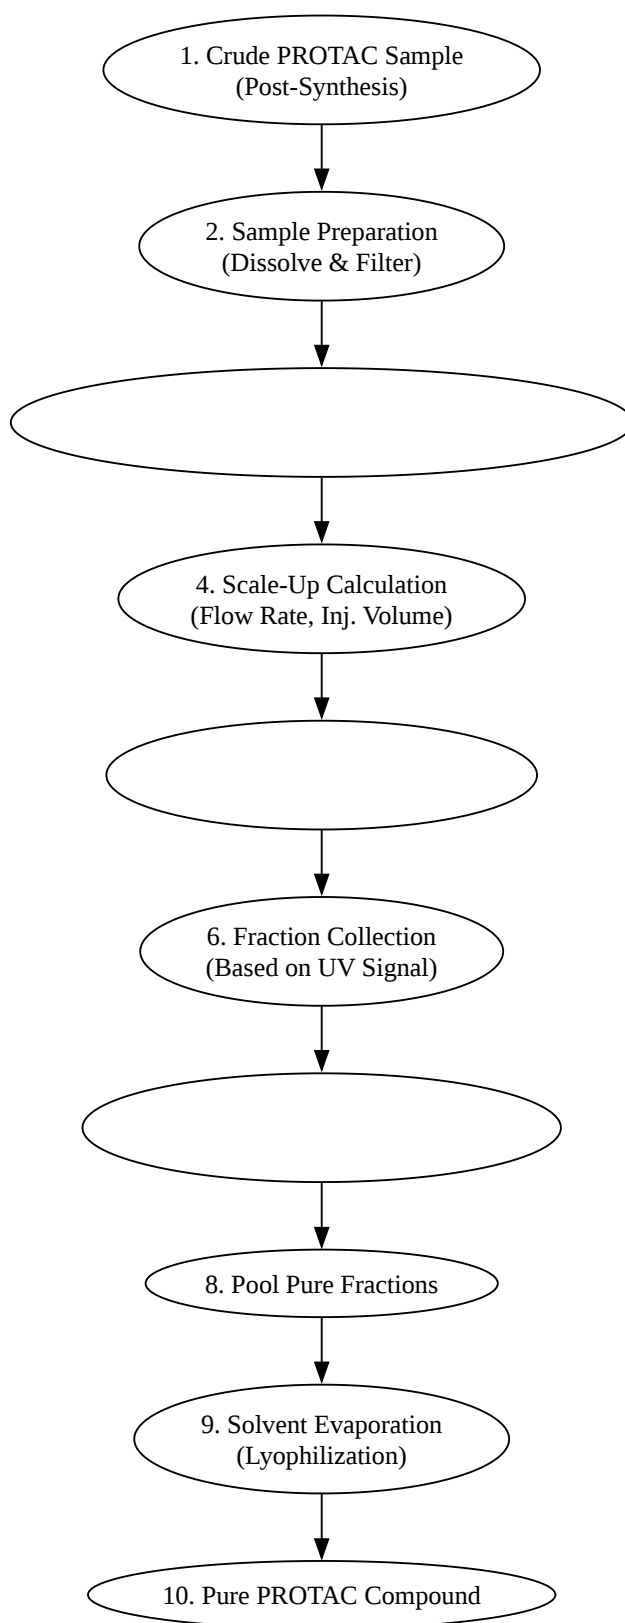 1. Crude PROTAC Sample
(Post-Synthesis)
2. Sample Preparation
(Dissolve & Filter)
4. Scale-Up Calculation
(Flow Rate, Inj. Volume)
6. Fraction Collection
(Based on UV Signal)
8. Pool Pure Fractions
9. Solvent Evaporation
(Lyophilization)
10. Pure PROTAC Compound